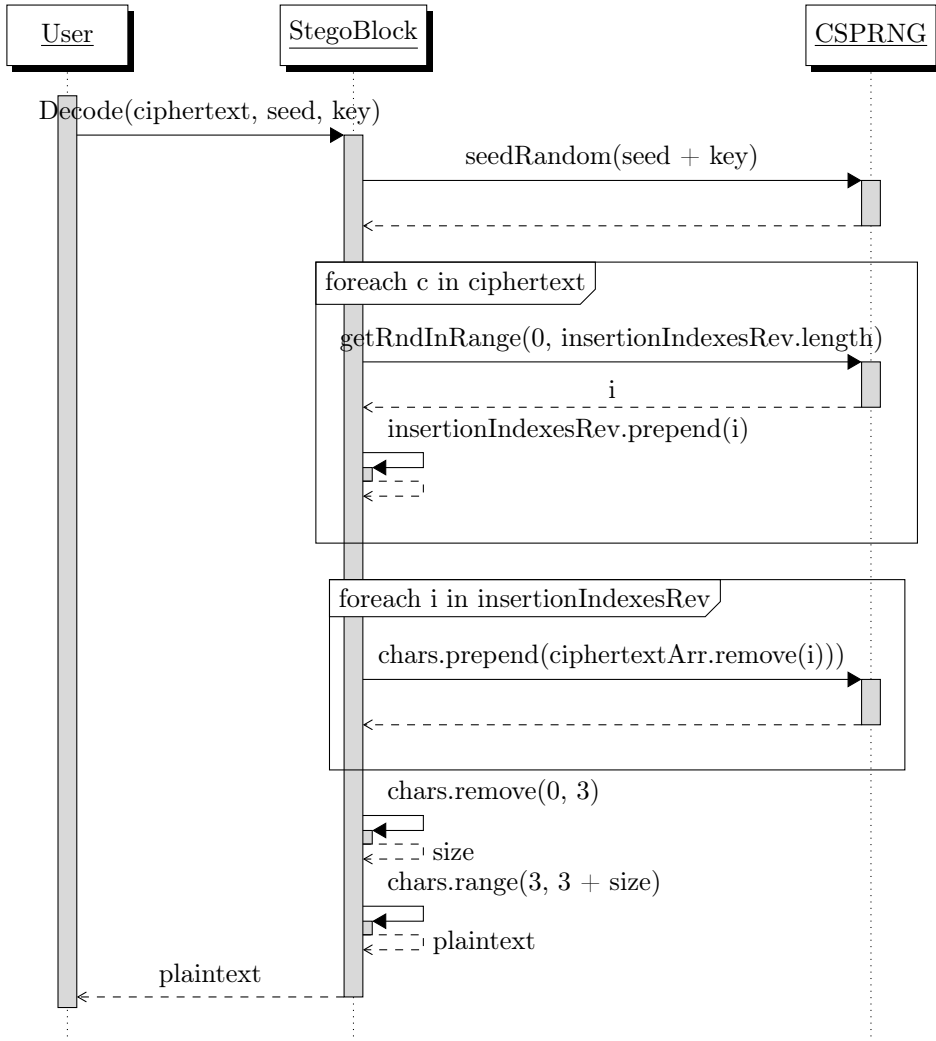 User
StegoBlock
CSPRNG
Decode(ciphertext, seed, key)
seedRandom(seed + key)
foreach c in ciphertext
getRndInRange(0, insertionIndexesRev.length)
i
insertionIndexesRev.prepend(i)
foreach i in insertionIndexesRev
chars.prepend(ciphertextArr.remove(i)))
chars.remove(0, 3)
size
chars.range(3, 3 + size)
plaintext
plaintext